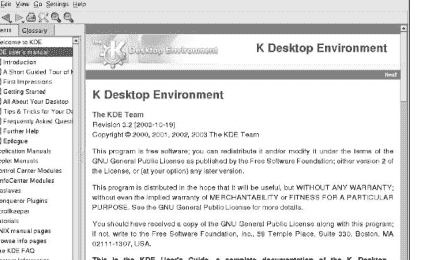 Edit View Go Settings Help
Glossary
Welcome to KDE
KDE user's manual
Introduction
A Short Guided Tour of K
First Impressions
Getting Started
All About Your Desktop
Tips & Tricks for Your De
Frequently Asked Questi
Further Help
Epilogue
Application Manuals
Applet Manuals
Control Center Modules
InfoCenter Modules
Kioslaves
Konqueror Plugins
Scrollkeeper
Tutorials
UNIX manual pages
Browse info pages
The KDE FAQ
K Desktop Environment
K Desktop Environment
Next
K Desktop Environment
The KDE Team
Revision 3.2 (2003-10-19)
Copyright © 2000, 2001, 2002, 2003 The KDE Team
This program is free software; you can redistribute it and/or modify it under the terms of the
GNU General Public License as published by the Free Software Foundation; either version 2 of
the License, or (at your option) any later version.
This program is distributed in the hope that it will be useful, but WITHOUT ANY WARRANTY;
without even the implied warranty of MERCHANTABILITY or FITNESS FOR A PARTICULAR
PURPOSE. See the GNU General Public License for more details.
You should have received a copy of the GNU General Public License along with this program;
if not, write to the Free Software Foundation, Inc., 59 Temple Place, Suite 330, Boston, MA
02111-1307, USA.
This is the KDE User's Guide, a complete documentation of the K Desktop